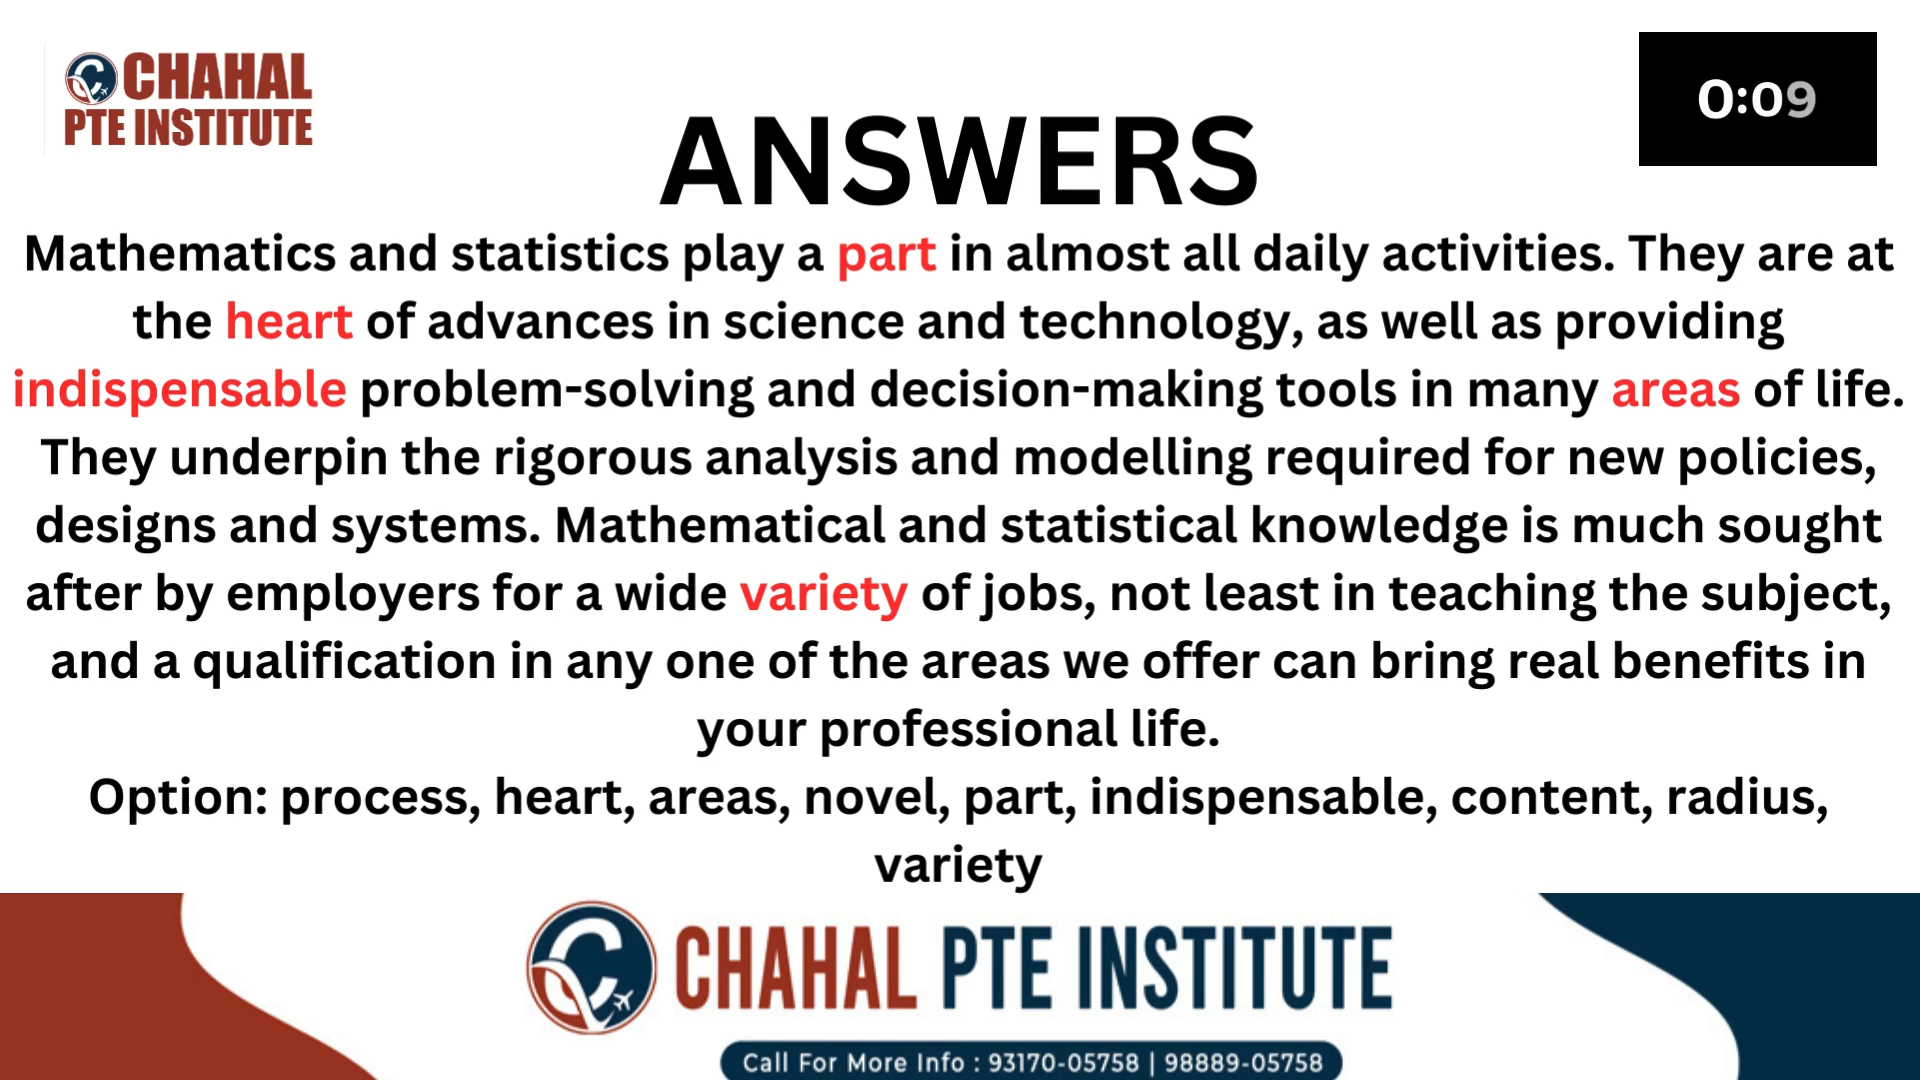 CHAHAL
PTE INSTITUTE
0:09
ANSWERS
Mathematics and statistics play a part in almost all daily activities. They are at
the heart of advances in science and technology, as well as providing
indispensable problem-solving and decision-making tools in many areas of life.
They underpin the rigorous analysis and modelling required for new policies,
designs and systems. Mathematical and statistical knowledge is much sought
after by employers for a wide variety of jobs, not least in teaching the subject,
and a qualification in any one of the areas we offer can bring real benefits in
your professional life.
Option: process, heart, areas, novel, part, indispensable, content, radius,
variety
CHAHAL PTE INSTITUTE
Call For More Info : 93170-05758 | 98889-05758